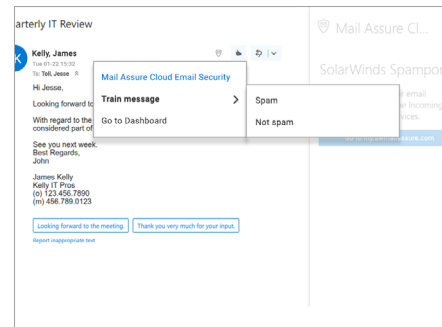 arterly IT Review
Mail Assure Cl...
K
Kelly, James
Tue 01-22 15:32
To: Tell, Jesse
Hi Jesse,
Mail Assure Cloud Email Security
SolarWinds Spampor
Looking forward to
Train message
Spam
r email
Incoming
vices.
With regard to the
considered part of
Go to Dashboard
Not spam
assure.com
See you next week.
Best Regards,
John
James Kelly
Kelly IT Pros
(o) 123.456.7890
(m) 456.789.0123
Looking forward to the meeting.
Thank you very much for your input.
Report inappropriate text